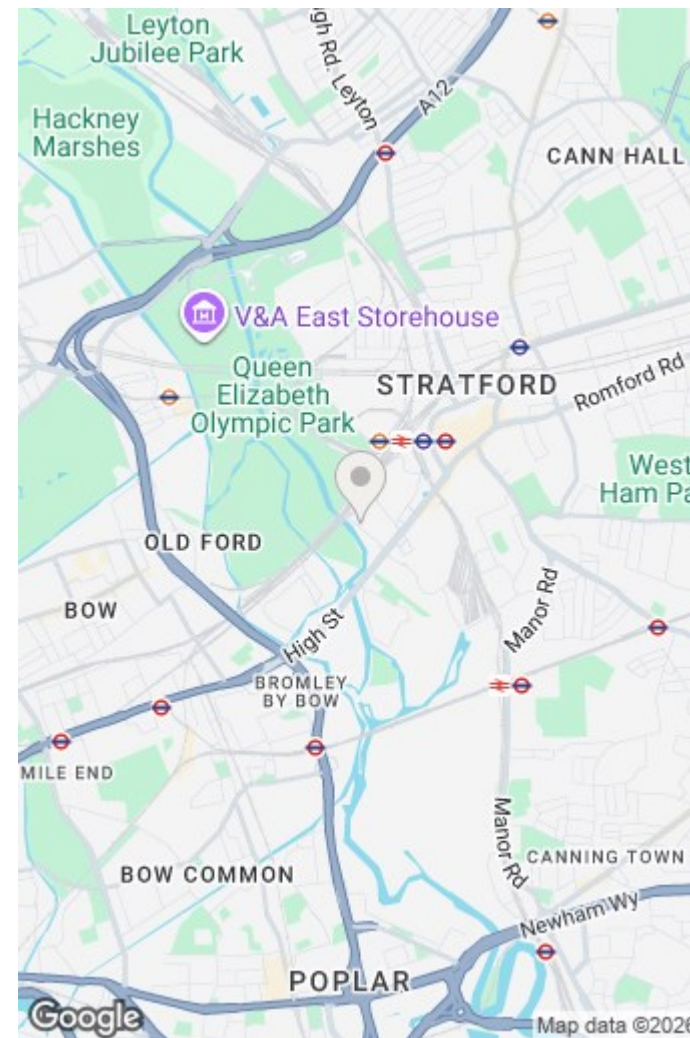 Leyton
Jubilee Park
gh Rd. Leyton
A12
Hackney
Marshes
CANN HALL
V&A East Storehouse
Queen
Elizabeth
Olympic Park
STRATFORD
Romford Rd
West
Ham Pa
OLD FORD
BOW
High St
Manor Rd
BROMLEY
BY BOW
MILE END
Manor Rd
BOW COMMON
CANNING TOWN
Newham Wy
POPLAR
Google
Map data ©2026